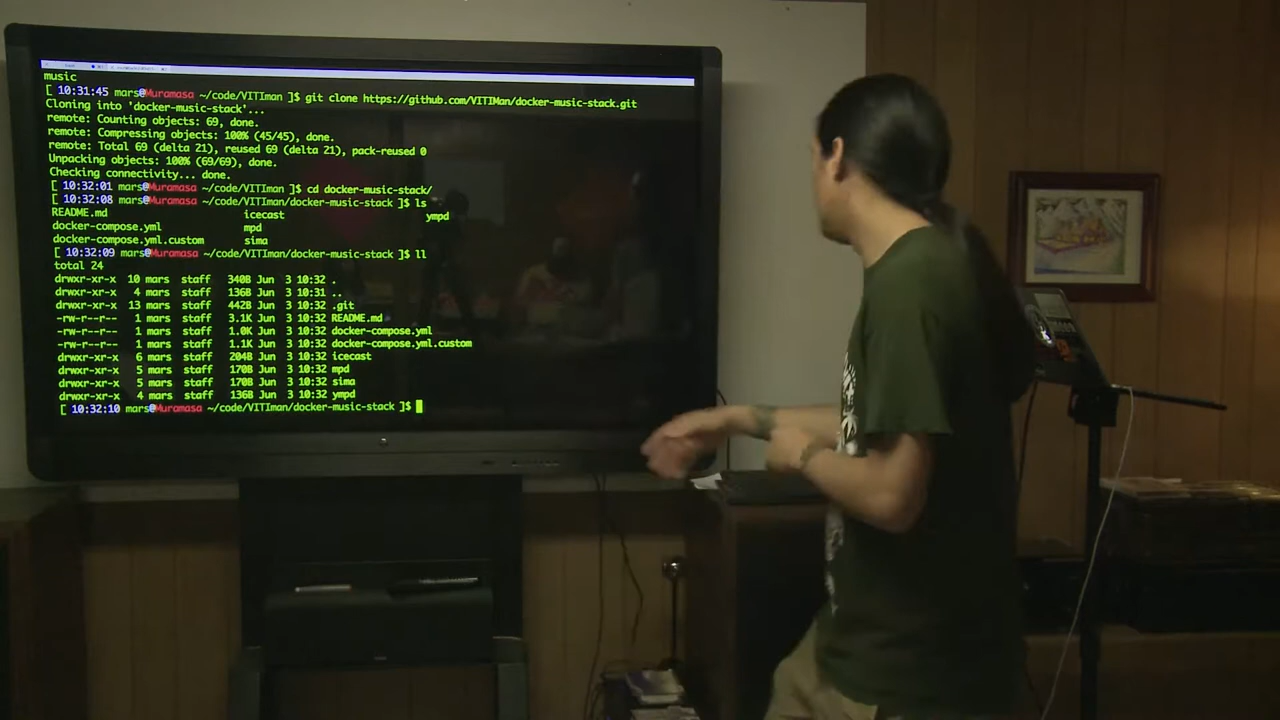 music
[ 10:31:45 mars@Muramasa ~/code/VITIman ]$ git clone https://github.com/VITIMan/docker-music-stack.git
Cloning into 'docker-music-stack'...
remote: Counting objects: 69, done.
remote: Compressing objects: 100% (45/45), done.
remote: Total 69 (delta 21), reused 69 (delta 21), pack-reused 0
Unpacking objects: 100% (69/69), done.
Checking connectivity... done.
[ 10:32:01 mars@Muramasa ~/code/VITIman ]$ cd docker-music-stack/
[ 10:32:08 mars@Muramasa ~/code/VITIman/docker-music-stack ]$ ls
README.md icecast ympd
docker-compose.yml mpd
docker-compose.yml.custom sima
[ 10:32:09 mars@Muramasa ~/code/VITIman/docker-music-stack ]$ ll
total 24
drwxr-xr-x 10 mars staff 340B Jun 3 10:32 .
drwxr-xr-x 4 mars staff 136B Jun 3 10:31 ..
drwxr-xr-x 13 mars staff 442B Jun 3 10:32 .git
-rw-r--r-- 1 mars staff 3.1K Jun 3 10:32 README.md
-rw-r--r-- 1 mars staff 1.0K Jun 3 10:32 docker-compose.yml
-rw-r--r-- 1 mars staff 1.1K Jun 3 10:32 docker-compose.yml.custom
drwxr-xr-x 6 mars staff 204B Jun 3 10:32 icecast
drwxr-xr-x 5 mars staff 170B Jun 3 10:32 mpd
drwxr-xr-x 5 mars staff 170B Jun 3 10:32 sima
drwxr-xr-x 4 mars staff 136B Jun 3 10:32 ympd
[ 10:32:10 mars@Muramasa ~/code/VITIman/docker-music-stack ]$